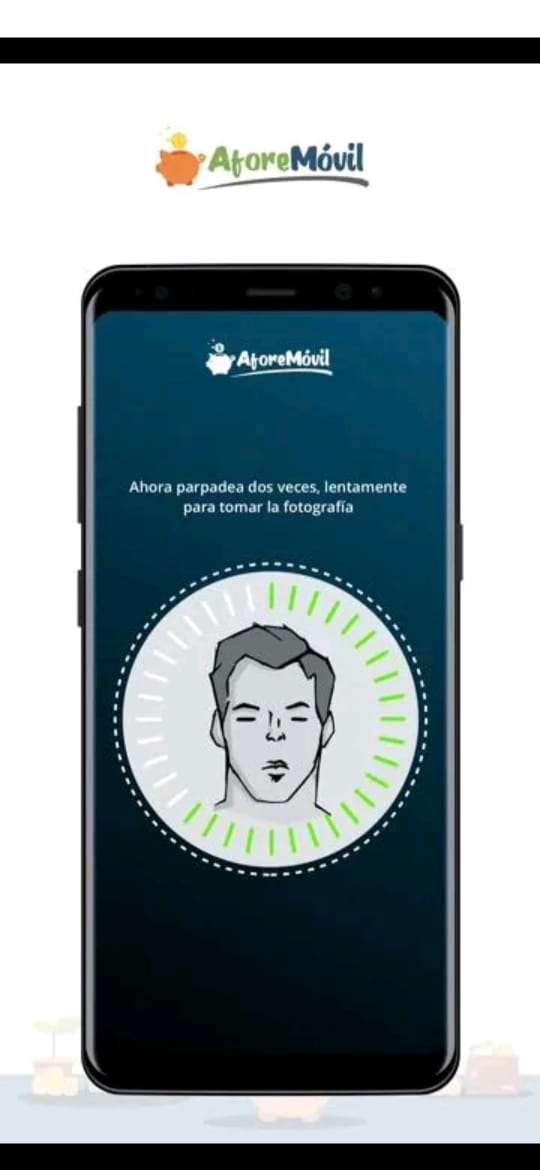 AforeMóvil
AforeMóvil
Ahora parpadea dos veces, lentamente
para tomar la fotografía